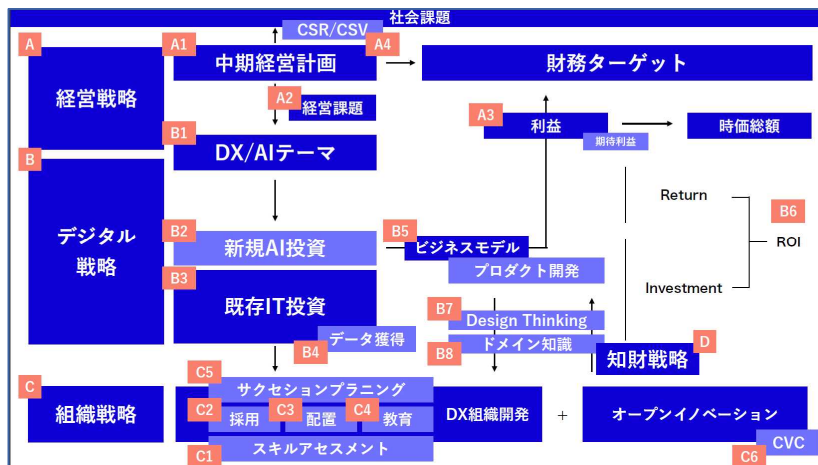 社会課題
CSR/CSV
A
A1
A4
中期経営計画
財務ターゲット
経営戦略
A2
経営課題
A3
利益
時価総額
期待利益
B1
DX/AIテーマ
B
デジタル
戦略
B2
新規AI投資
B5
ビジネスモデル
プロダクト開発
Return
B6
ROI
Investment
B3
既存IT投資
データ獲得
B4
B7
Design Thinking
B8
ドメイン知識
D
知財戦略
C
組織戦略
C5
サクセションプラニング
C2
採用
C3
配置
C4
教育
C1
スキルアセスメント
DX組織開発
+
オープンイノベーション
C6
CVC